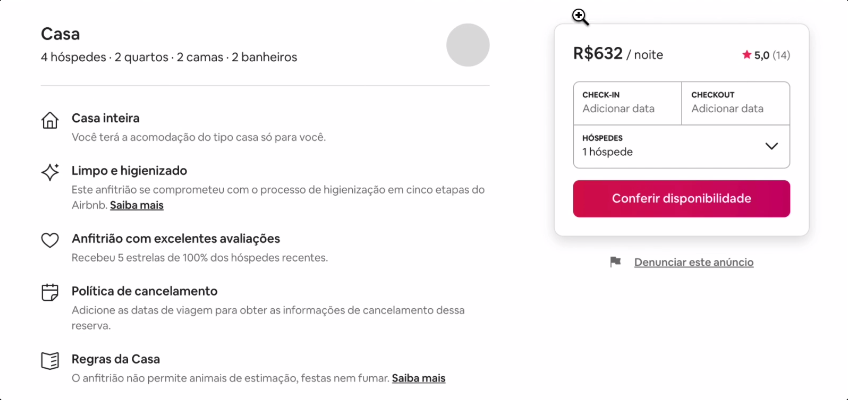 Casa
4 hóspedes · 2 quartos · 2 camas · 2 banheiros
Casa inteira
Você terá a acomodação do tipo casa só para você.
Limpo e higienizado
Este anfitrião se comprometeu com o processo de higienização em cinco etapas do
Airbnb. Saiba mais
Anfitrião com excelentes avaliações
Recebeu 5 estrelas de 100% dos hóspedes recentes.
Política de cancelamento
Adicione as datas de viagem para obter as informações de cancelamento dessa
reserva.
Regras da Casa
O anfitrião não permite animais de estimação, festas nem fumar. Saiba mais
R$632 / noite
5,0 (14)
CHECK-IN
Adicionar data
CHECKOUT
Adicionar data
HÓSPEDES
1 hóspede
Conferir disponibilidade
Denunciar este anúncio